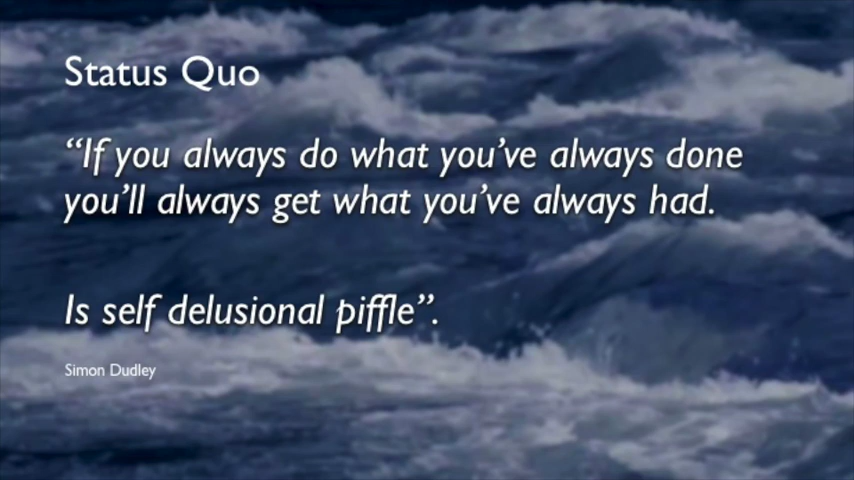 Status Quo
“If you always do what you’ve always done
you’ll always get what you’ve always had.
Is self delusional piffle”.
Simon Dudley